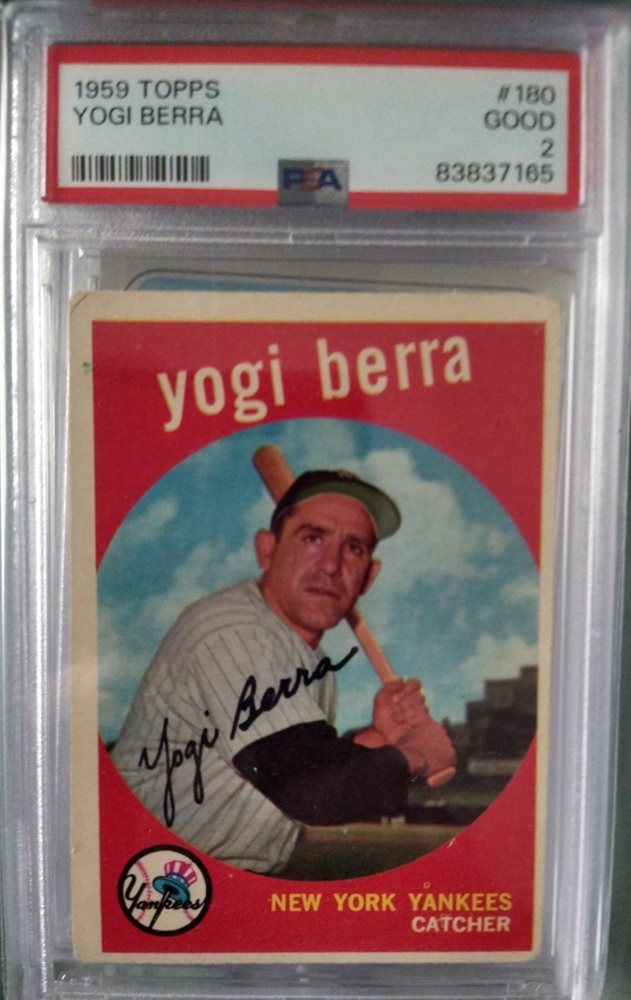 1959 TOPPS #180
YOGI BERRA GOOD
2
PSA 83837165
yogi berra
Yogi Berra
Yankees
NEW YORK YANKEES
CATCHER